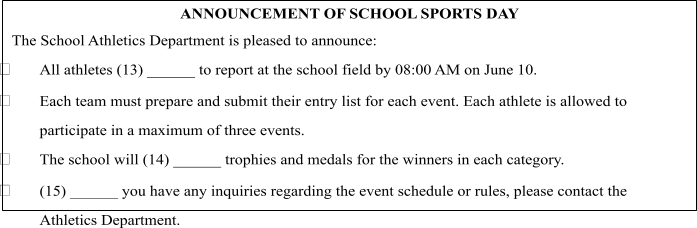 ANNOUNCEMENT OF SCHOOL SPORTS DAY
The School Athletics Department is pleased to announce:
All athletes (13) ______ to report at the school field by 08:00 AM on June 10.
Each team must prepare and submit their entry list for each event. Each athlete is allowed to
participate in a maximum of three events.
The school will (14) ______ trophies and medals for the winners in each category.
(15) ______ you have any inquiries regarding the event schedule or rules, please contact the
Athletics Department.